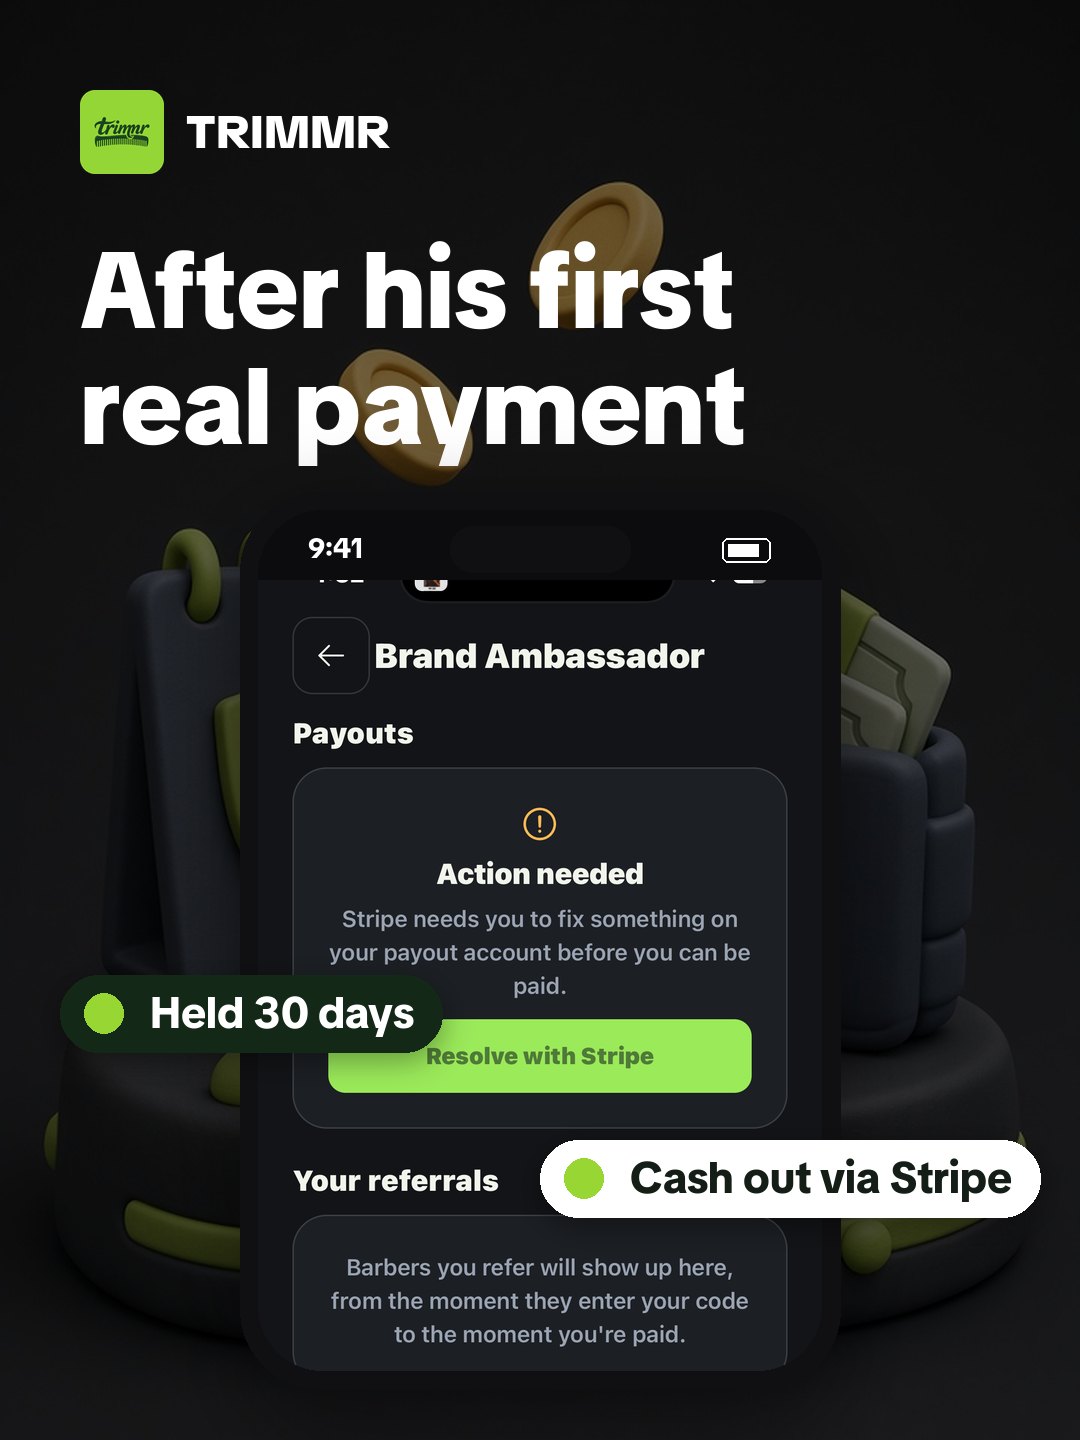 trimmr
TRIMMR
After his first
real payment
9:41
Brand Ambassador
Payouts
Action needed
Stripe needs you to fix something on
your payout account before you can be
paid.
Held 30 days
Resolve with Stripe
Cash out via Stripe
Your referrals
Barbers you refer will show up here,
from the moment they enter your code
to the moment you're paid.